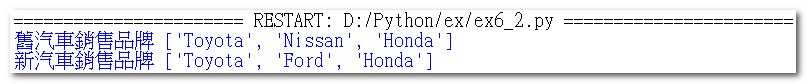 ====================== RESTART: D:/Python/ex/ex6_2.py ======================
舊汽車銷售品牌 ['Toyota', 'Nissan', 'Honda']
新汽車銷售品牌 ['Toyota', 'Ford', 'Honda']